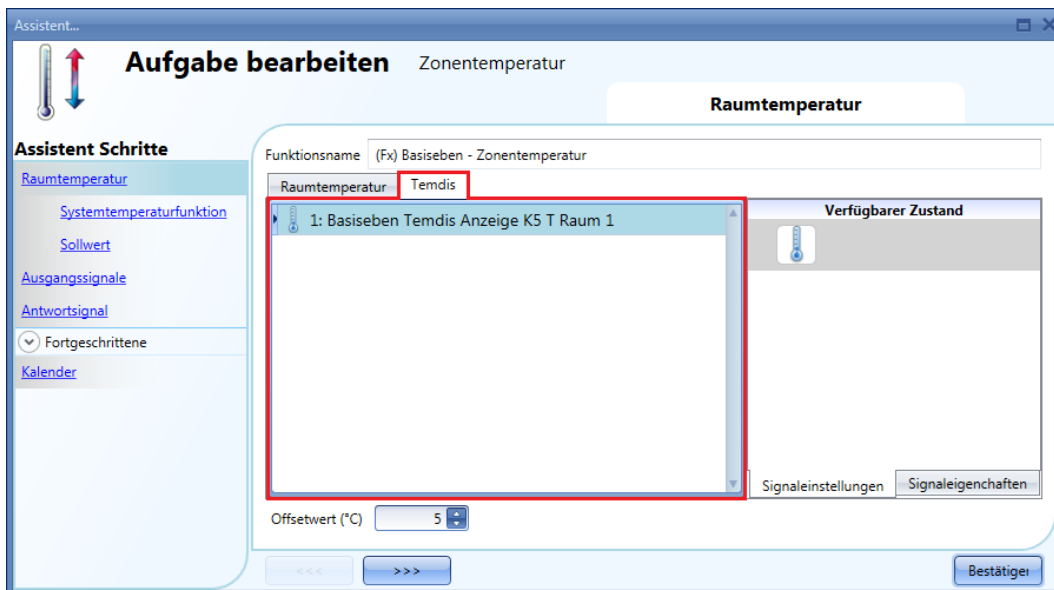 Assistent...
Aufgabe bearbeiten Zonentemperatur
Raumtemperatur
Assistent Schritte
Raumtemperatur
Systemtemperaturfunktion
Sollwert
Ausgangssignale
Antwortsignal
Fortgeschrittene
Kalender
Funktionsname (Fx) Basiseben - Zonentemperatur
Raumtemperatur Temdis
1: Basiseben Temdis Anzeige K5 T Raum 1
Verfügbarer Zustand
Signaleinstellungen Signaleigenchaften
Offsetwert (°C) 5
<<< >>> Bestätiger